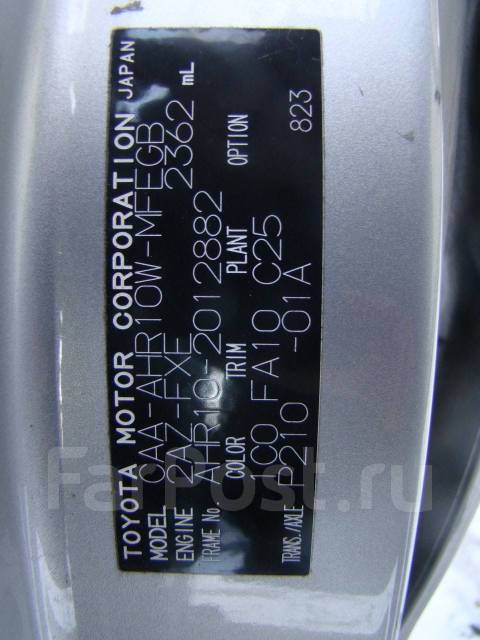 TOYOTA MOTOR CORPORATION JAPAN
MODEL CAA-AHR10W-MFEGB
ENGINE 2AZ-FXE 2362 mL
FRAME No. AHR10-2012882
COLOR TRIM PLANT OPTION
1C0 FA10 C25 823
TRANS./AXLE P210 -01A
FarPost.ru